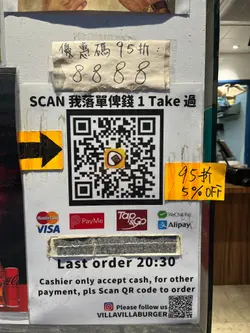 優惠碼 95折:
8888
SCAN 我落單俾錢 1 Take 過
95折
5% OFF
MasterCard
VISA
PayMe
Tap&Go
WeChat Pay
Alipay
Last order 20:30
Cashier only accept cash, for other
payment, pls Scan QR code to order
Please follow us
VILLAVILLABURGER